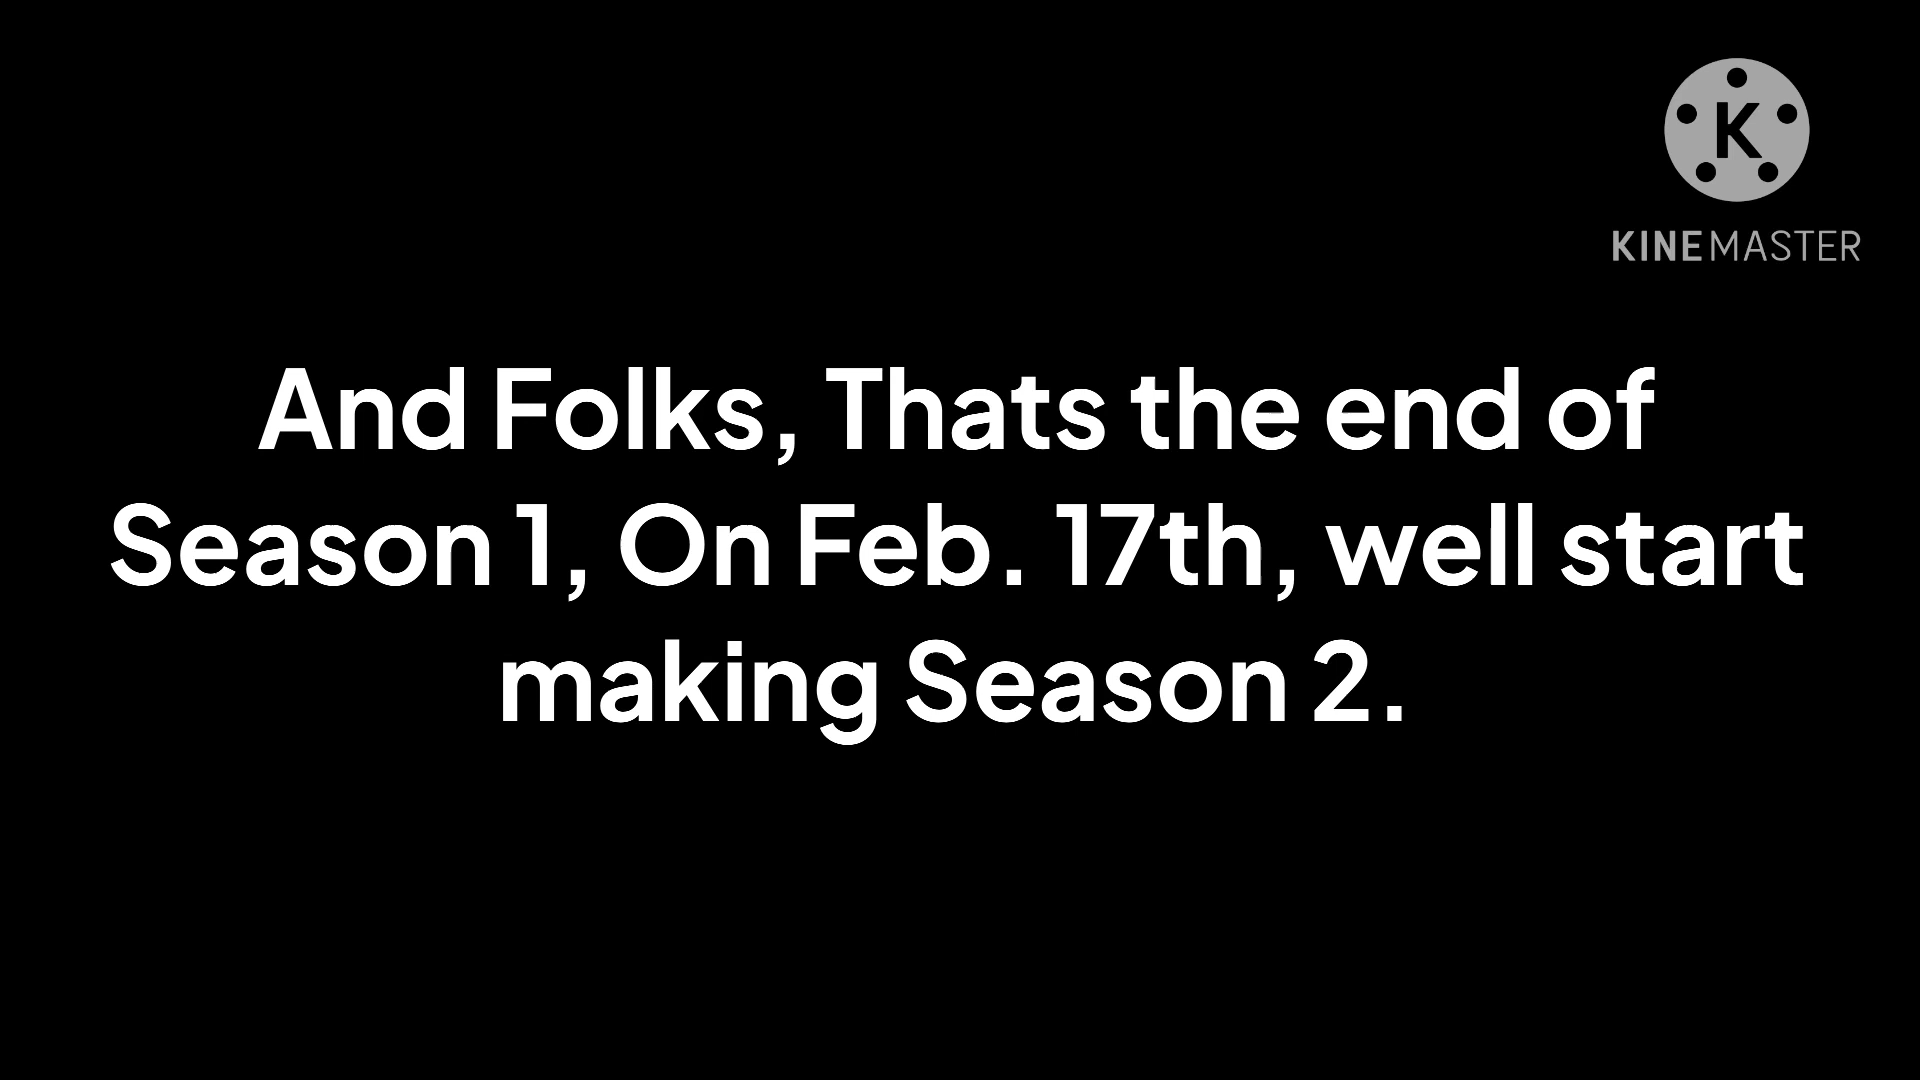 K
KINEMASTER
And Folks, Thats the end of
Season 1, On Feb. 17th, well start
making Season 2.